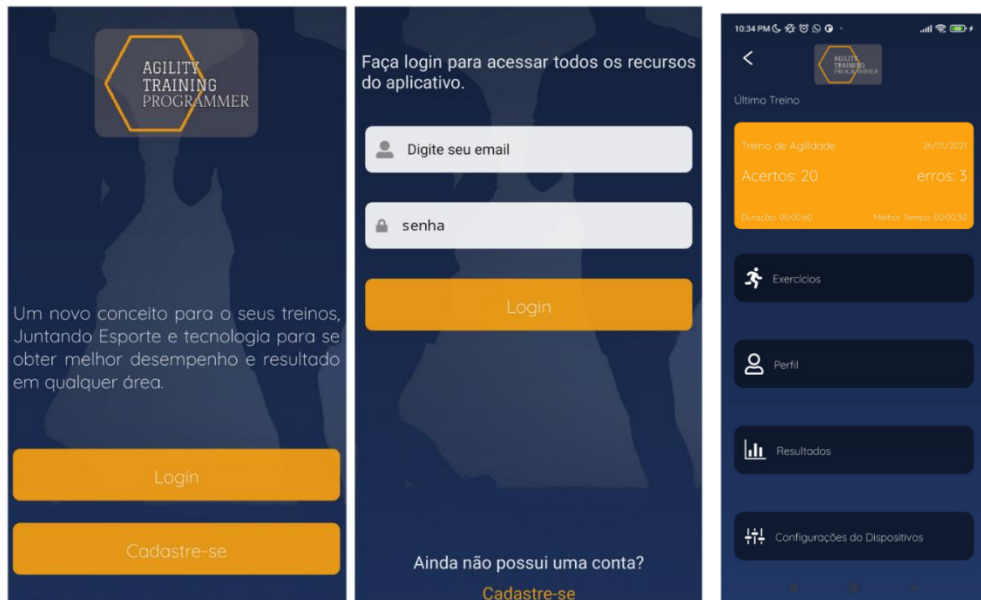 AGILITY
TRAINING
PROGRAMMER
Um novo conceito para o seus treinos,
Juntando Esporte e tecnologia para se
obter melhor desempenho e resultado
em qualquer área.
Login
Cadastre-se
Faça login para acessar todos os recursos
do aplicativo.
Digite seu email
senha
Login
Ainda não possui uma conta?
Cadastre-se
10:34 PM
AGILITY
TRAINING
PROGRAMMER
Último Treino
Treino de Agilidade 26/01/2021
Acertos: 20 erros: 3
Duração: 00:00:60 Melhor Tempo: 00:00:30
Exercícios
Perfil
Resultados
Configurações do Dispositivos